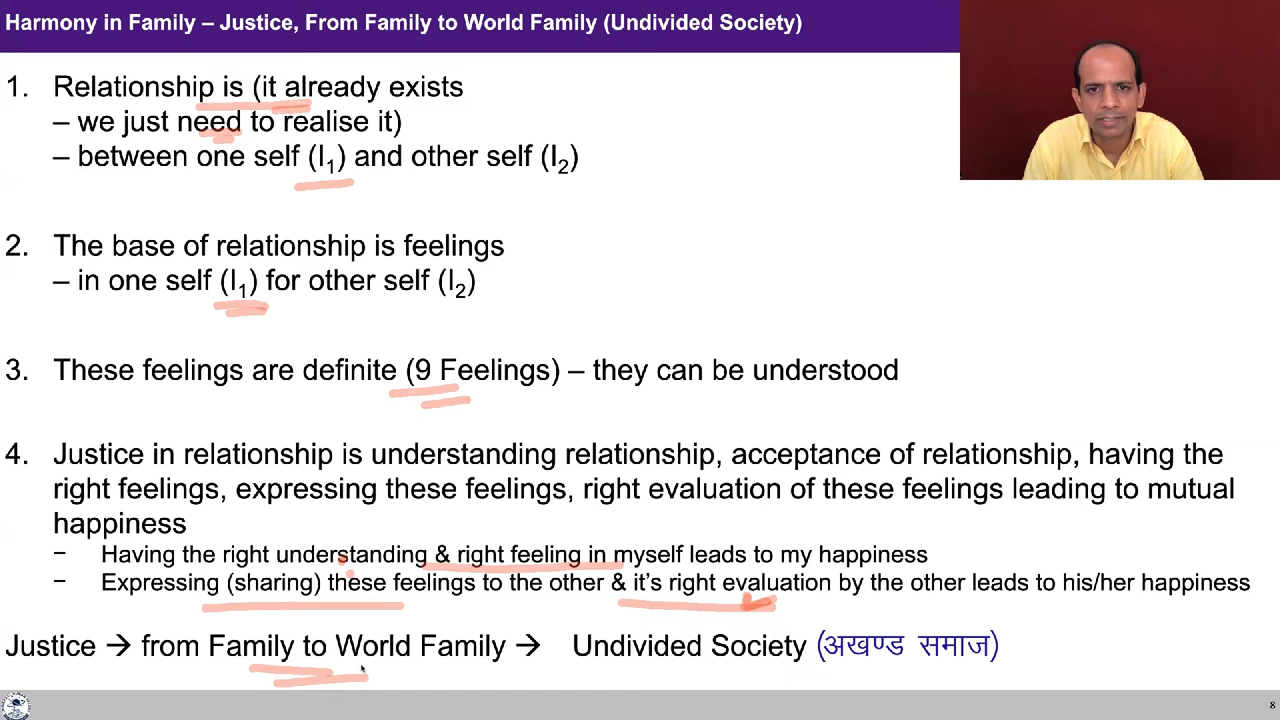 Harmony in Family – Justice, From Family to World Family (Undivided Society)
1. Relationship is (it already exists
– we just need to realise it)
– between one self (I₁) and other self (I₂)
2. The base of relationship is feelings
– in one self (I₁) for other self (I₂)
3. These feelings are definite (9 Feelings) – they can be understood
4. Justice in relationship is understanding relationship, acceptance of relationship, having the
right feelings, expressing these feelings, right evaluation of these feelings leading to mutual
happiness
– Having the right understanding & right feeling in myself leads to my happiness
– Expressing (sharing) these feelings to the other & it's right evaluation by the other leads to his/her happiness
Justice → from Family to World Family → Undivided Society (अखण्ड समाज)
8